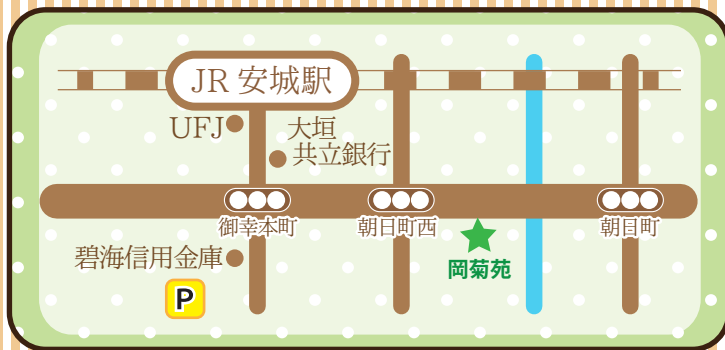 JR 安城駅
UFJ
大垣
共立銀行
御幸本町
朝日町西
朝日町
岡菊苑
碧海信用金庫
P